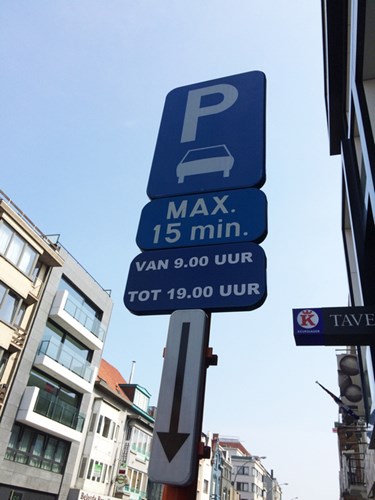 P
MAX.
15 min.
VAN 9.00 UUR
TOT 19.00 UUR
K
TAVE